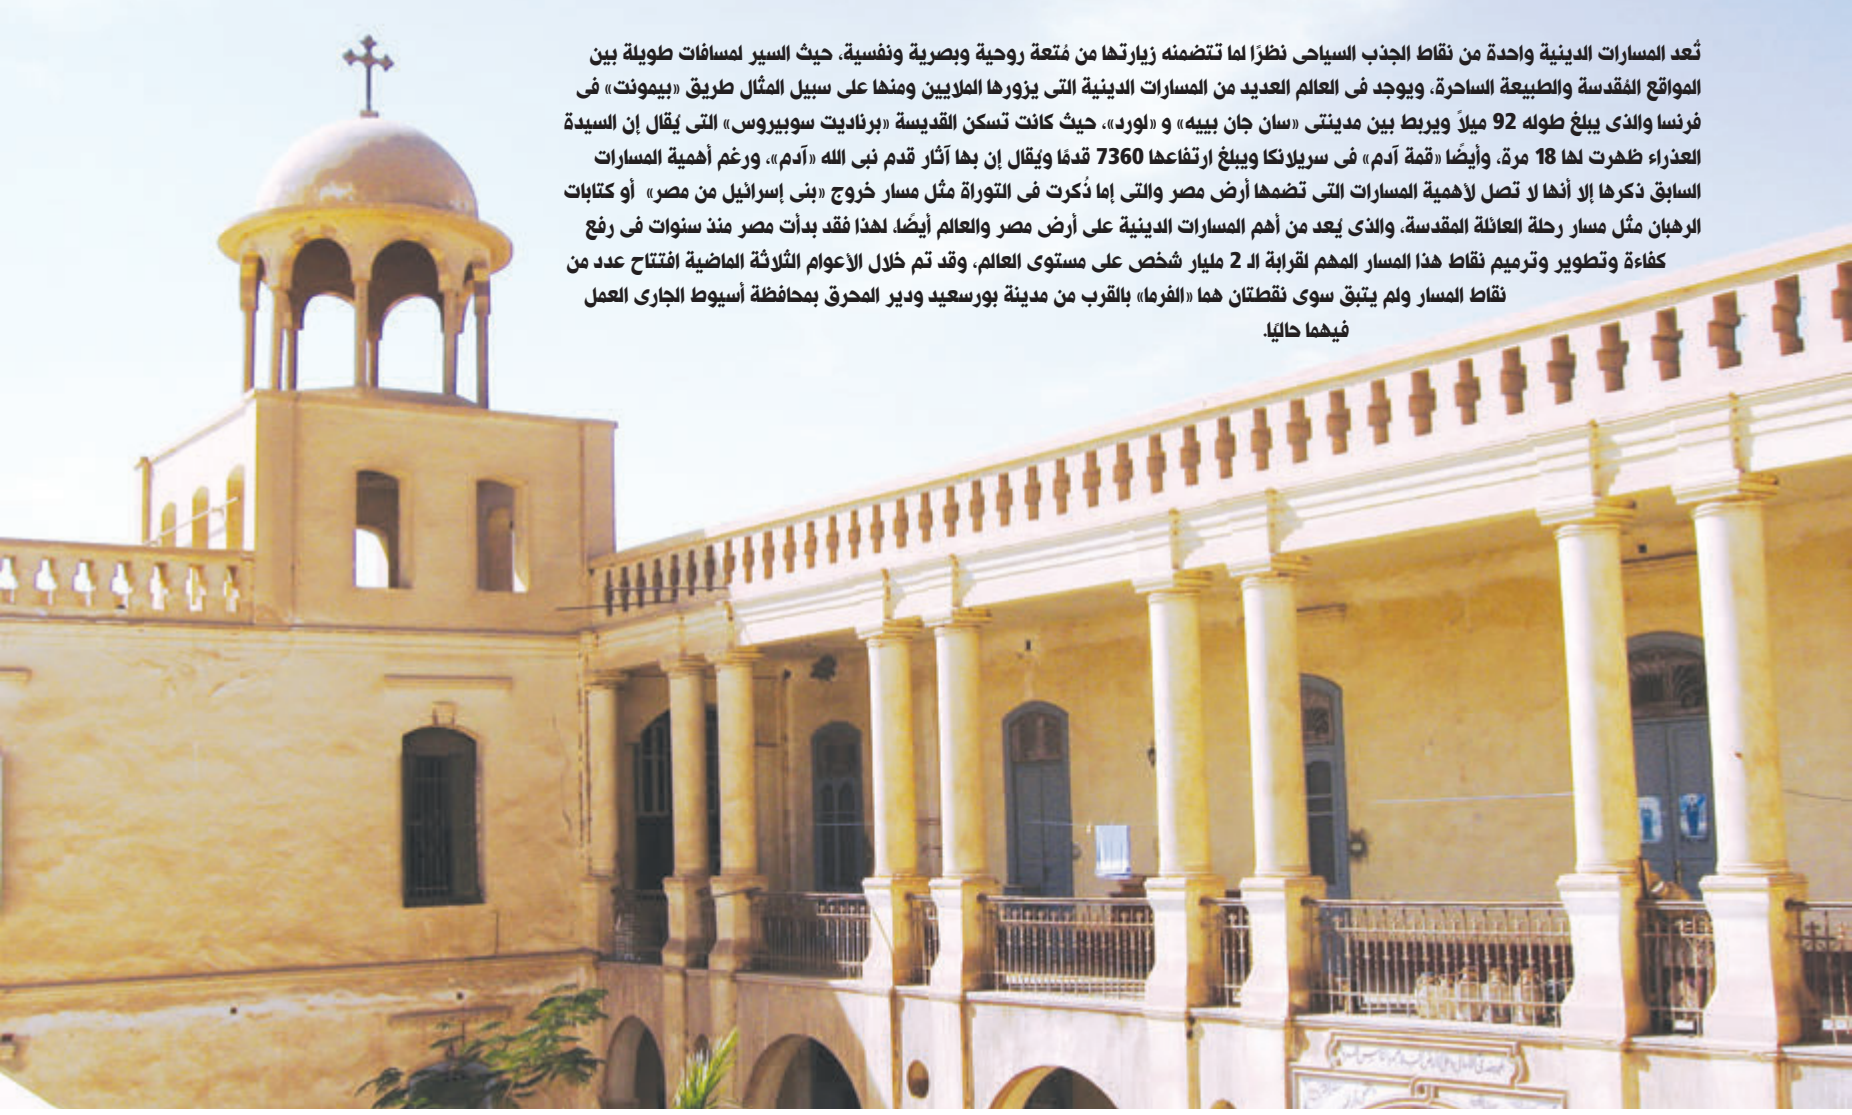 تُعد المسارات الدينية واحدة من نقاط الجذب السياحى نظرًا لما تتضمنه زيارتها من مُتعة روحية وبصرية ونفسية، حيث السير لمسافات طويلة بين
المواقع المُقدسة والطبيعة الساحرة، ويوجد فى العالم العديد من المسارات الدينية التى يزورها الملايين ومنها على سبيل المثال طريق «بيمونت» فى
فرنسا والذى يبلغ طوله 92 ميلاً ويربط بين مدينتى «سان جان بييه» و «لورد»، حيث كانت تسكن القديسة «برناديت سوبيروس» التى يُقال إن السيدة
العذراء ظهرت لها 18 مرة، وأيضًا «قمة آدم» فى سريلانكا ويبلغ ارتفاعها 7360 قدمًا ويُقال إن بها آثار قدم نبى الله «آدم»، ورغم أهمية المسارات
السابق ذكرها إلا أنها لا تصل لأهمية المسارات التى تضمها أرض مصر والتى إما ذُكرت فى التوراة مثل مسار خروج «بنى إسرائيل من مصر» أو كتابات
الرهبان مثل مسار رحلة العائلة المقدسة، والذى يُعد من أهم المسارات الدينية على أرض مصر والعالم أيضًا، لهذا فقد بدأت مصر منذ سنوات فى رفع
كفاءة وتطوير وترميم نقاط هذا المسار المهم لقرابة الـ 2 مليار شخص على مستوى العالم، وقد تم خلال الأعوام الثلاثة الماضية افتتاح عدد من
نقاط المسار ولم يتبق سوى نقطتان هما «الفرما» بالقرب من مدينة بورسعيد ودير المحرق بمحافظة أسيوط الجارى العمل
فيهما حاليًا.